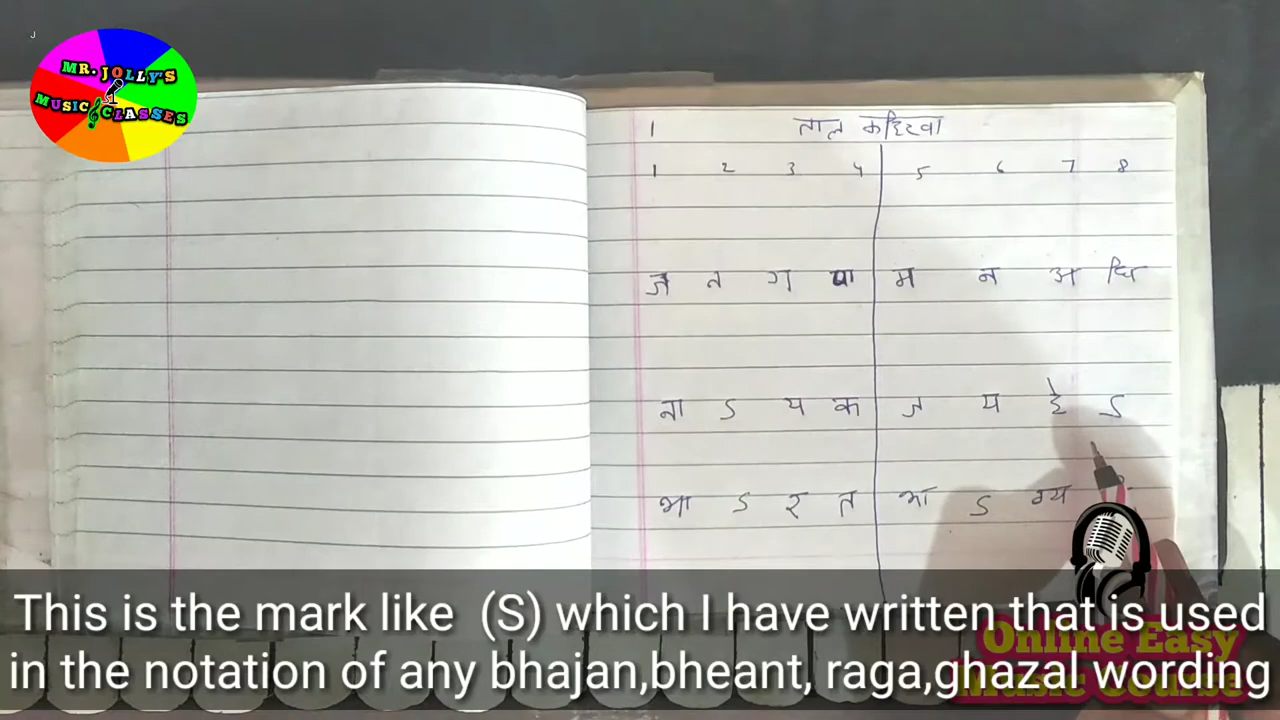 J
MR. JOLLY'S
MUSIC CLASSES
1 ताल कहिरवा
1 2 3 4 5 6 7 8
ज न ग ण म न अ धि
ना ऽ य क ज य हे ऽ
भा ऽ र त भा ऽ ग्य
This is the mark like (S) which I have written that is used
in the notation of any bhajan,bheant, raga,ghazal wording
Online Easy
Music Course